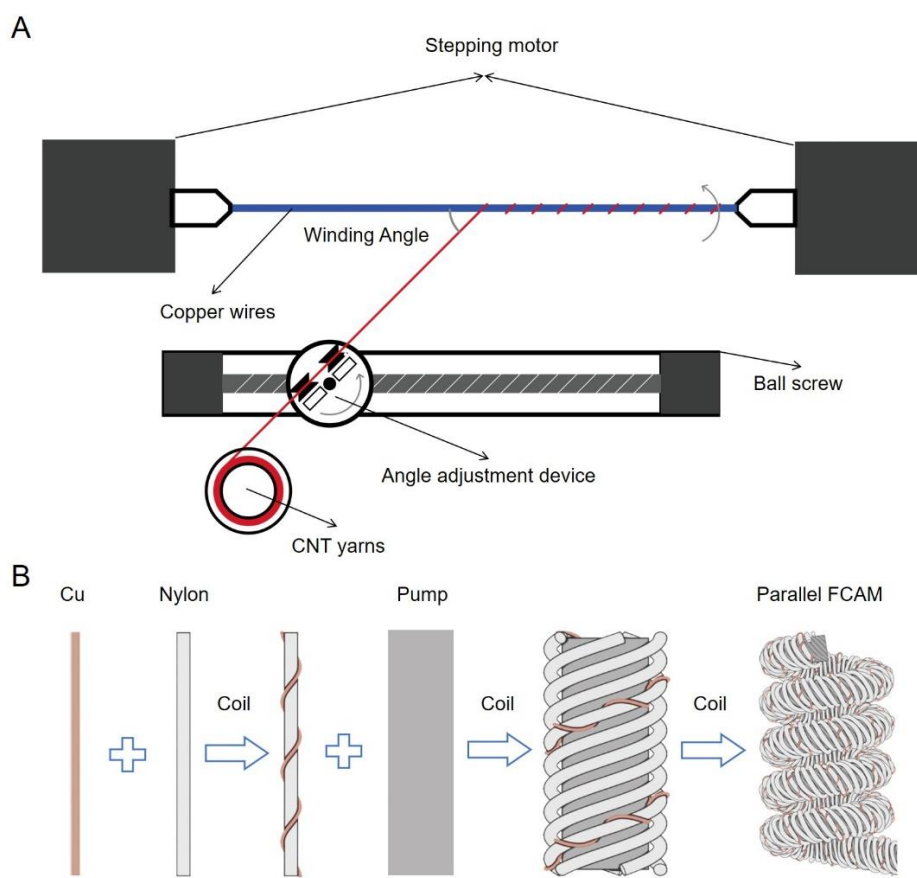 A
Stepping motor
Winding Angle
Copper wires
Ball screw
Angle adjustment device
CNT yarns
B
Cu
Nylon
Pump
Parallel FCAM
Coil
Coil
Coil